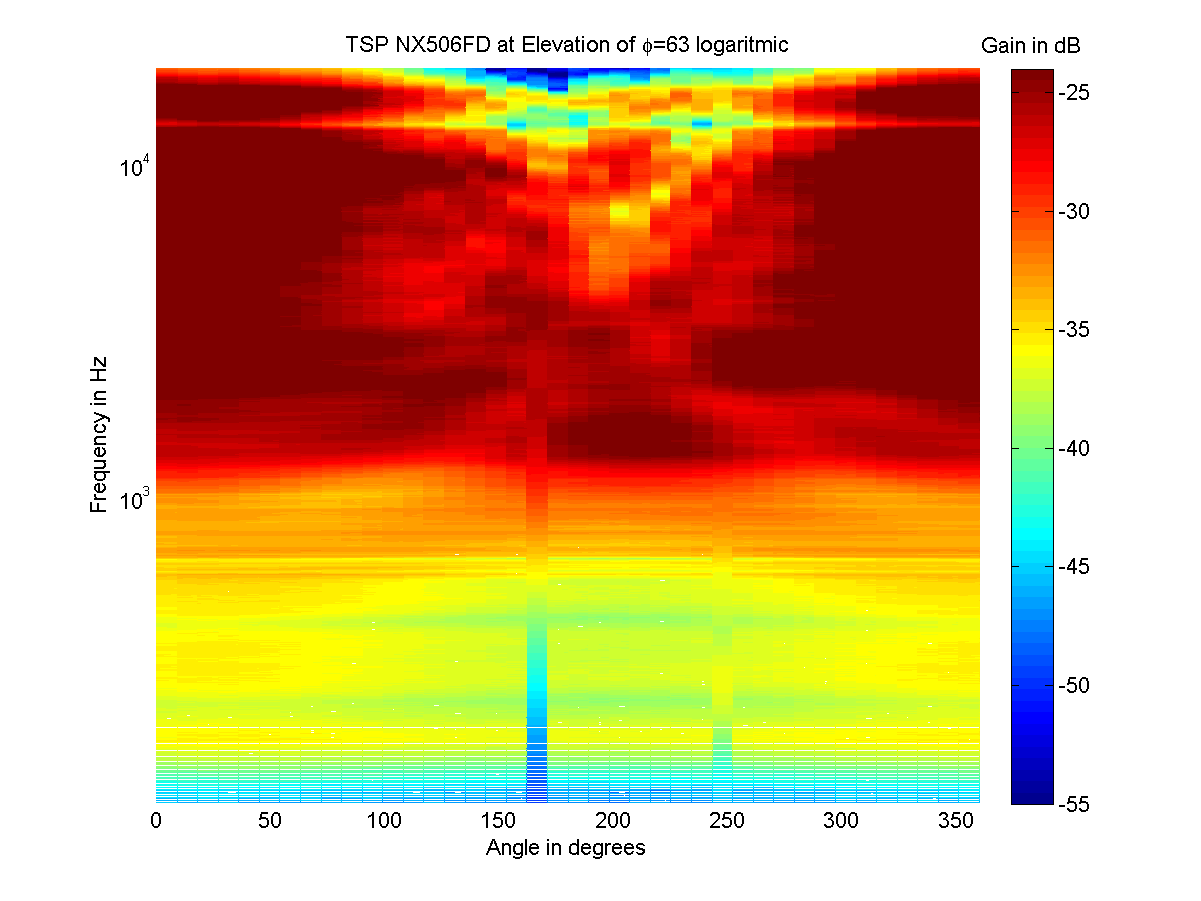 TSP NX506FD at Elevation of ϕ=63 logaritmic
Gain in dB
Frequency in Hz
10⁴
10³
0 50 100 150 200 250 300 350
Angle in degrees
-25
-30
-35
-40
-45
-50
-55